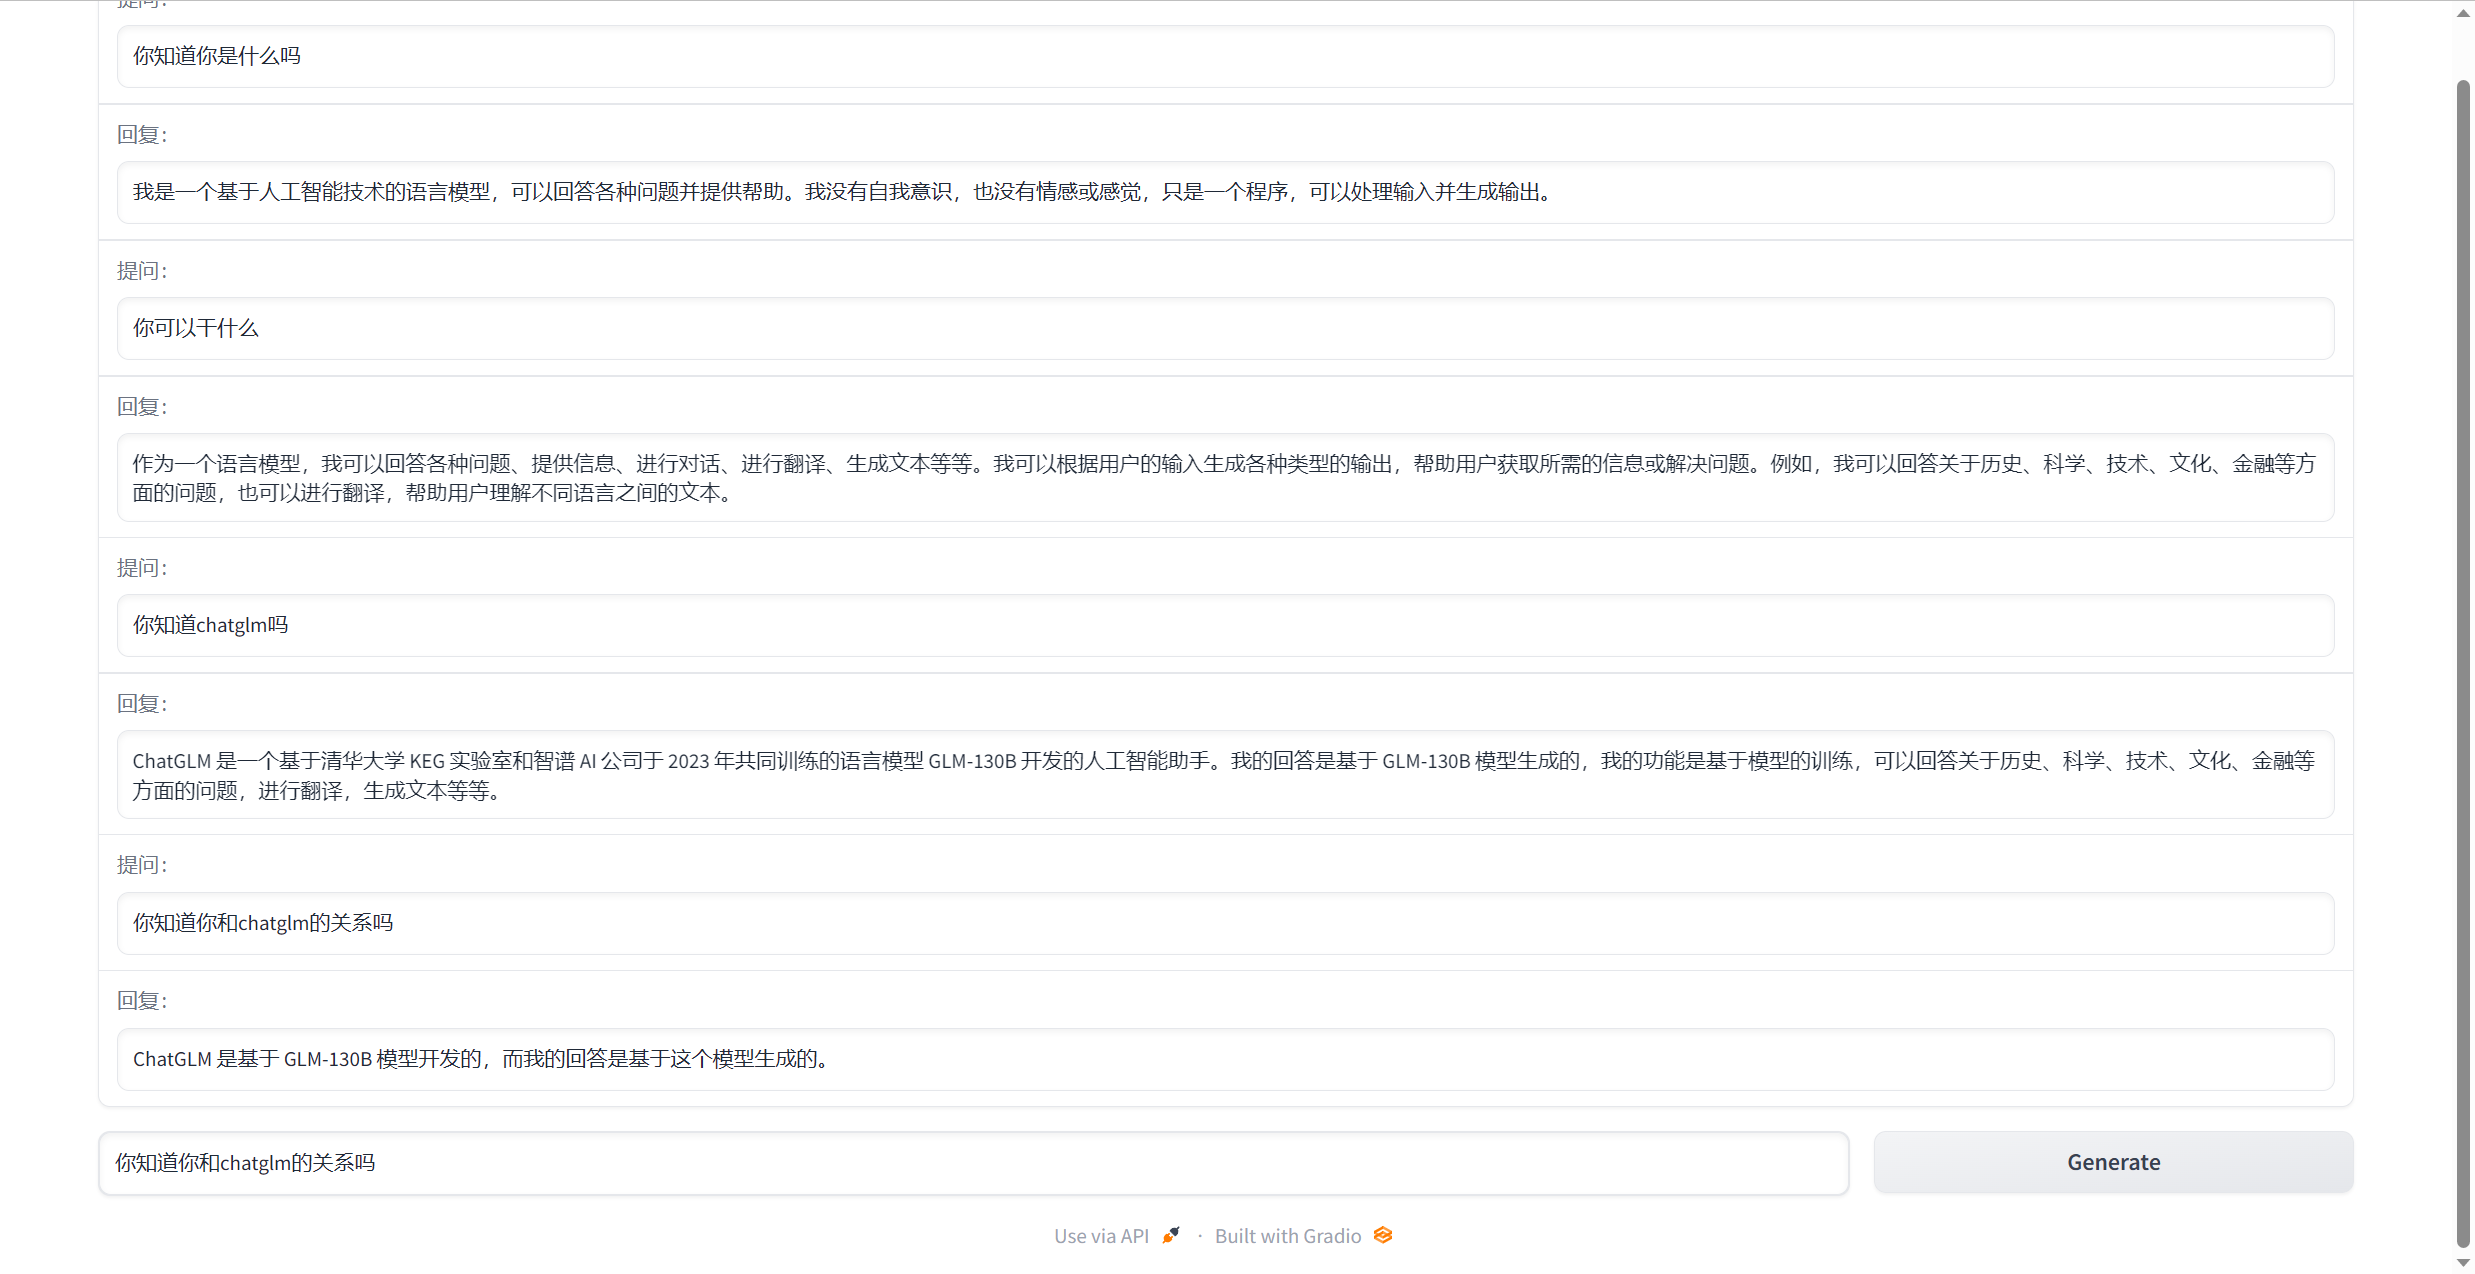 提问：
你知道你是什么吗
回复：
我是一个基于人工智能技术的语言模型，可以回答各种问题并提供帮助。我没有自我意识，也没有情感或感觉，只是一个程序，可以处理输入并生成输出。
提问：
你可以干什么
回复：
作为一个语言模型，我可以回答各种问题、提供信息、进行对话、进行翻译、生成文本等等。我可以根据用户的输入生成各种类型的输出，帮助用户获取所需的信息或解决问题。例如，我可以回答关于历史、科学、技术、文化、金融等方
面的问题，也可以进行翻译，帮助用户理解不同语言之间的文本。
提问：
你知道chatglm吗
回复：
ChatGLM 是一个基于清华大学 KEG 实验室和智谱 AI 公司于 2023 年共同训练的语言模型 GLM-130B 开发的人工智能助手。我的回答是基于 GLM-130B 模型生成的，我的功能是基于模型的训练，可以回答关于历史、科学、技术、文化、金融等
方面的问题，进行翻译，生成文本等等。
提问：
你知道你和chatglm的关系吗
回复：
ChatGLM 是基于 GLM-130B 模型开发的，而我的回答是基于这个模型生成的。
你知道你和chatglm的关系吗
Generate
Use via API · Built with Gradio